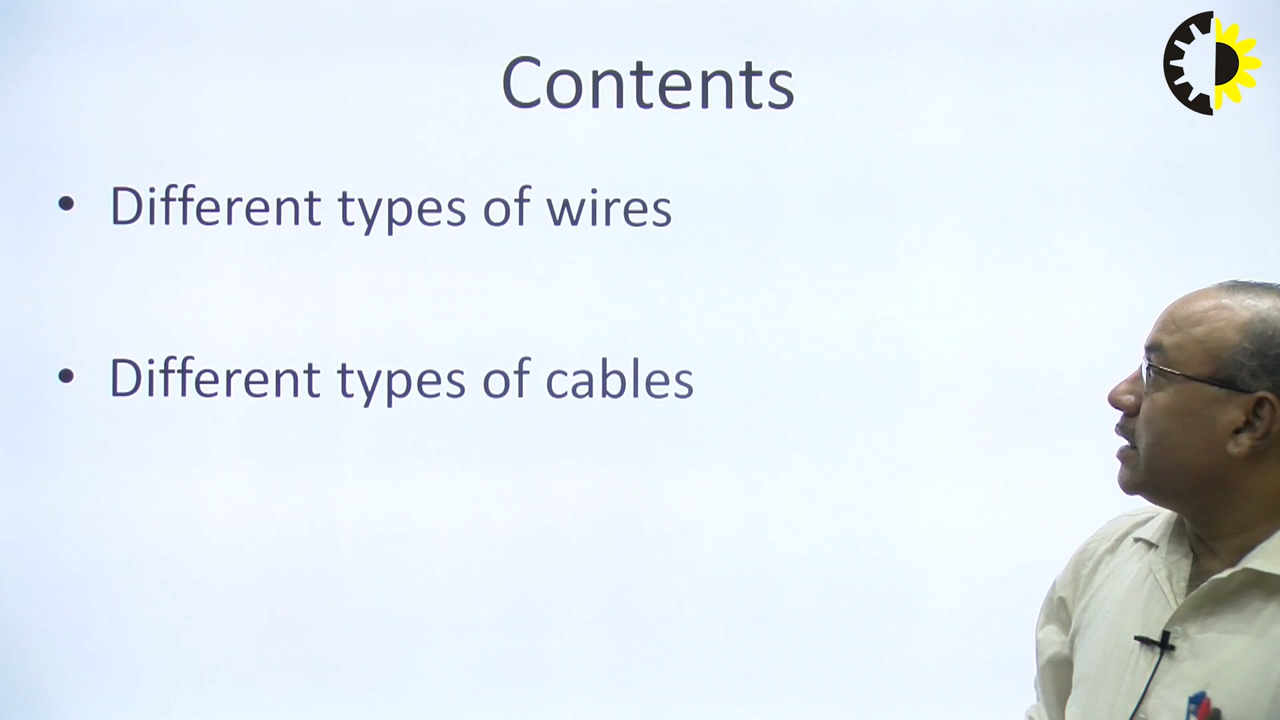 Contents
• Different types of wires
• Different types of cables